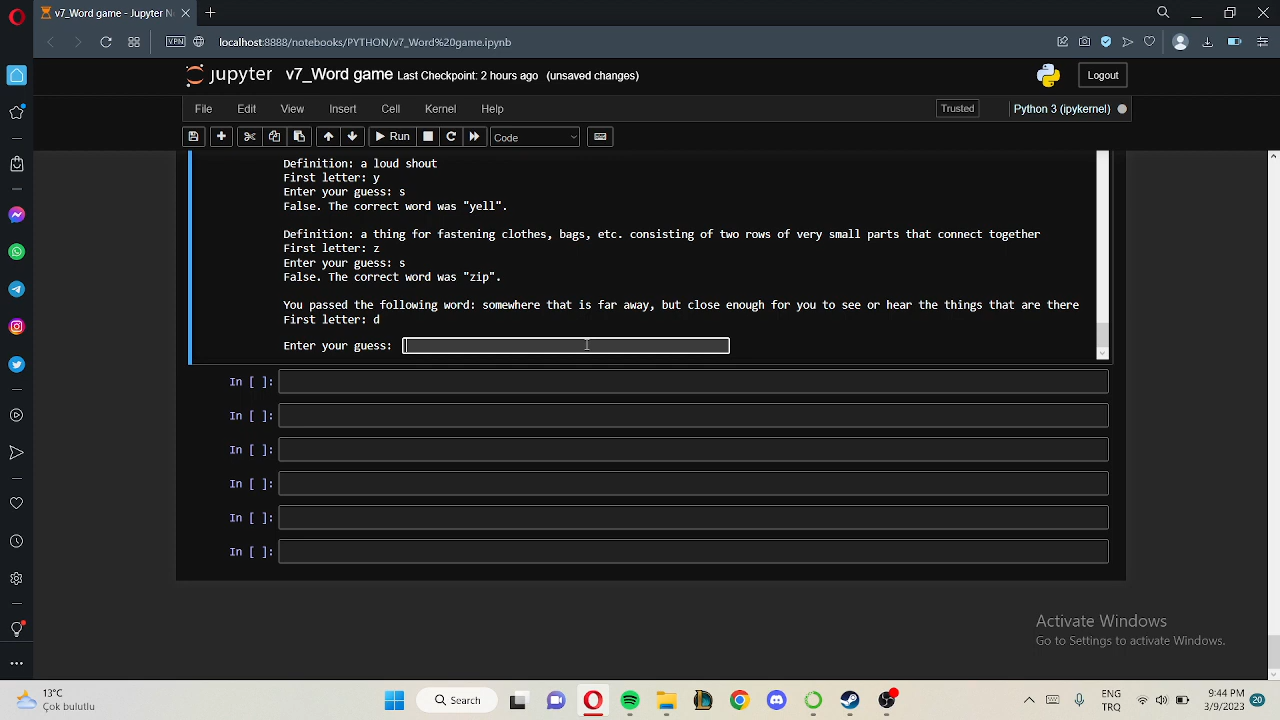 v7_Word game - Jupyter N
VPN
localhost:8888/notebooks/PYTHON/v7_Word%20game.ipynb
jupyter v7_Word game Last Checkpoint: 2 hours ago (unsaved changes)
Logout
File Edit View Insert Cell Kernel Help
Trusted Python 3 (ipykernel)
Run Code
Definition: a loud shout
First letter: y
Enter your guess: s
False. The correct word was "yell".
Definition: a thing for fastening clothes, bags, etc. consisting of two rows of very small parts that connect together
First letter: z
Enter your guess: s
False. The correct word was "zip".
You passed the following word: somewhere that is far away, but close enough for you to see or hear the things that are there
First letter: d
Enter your guess:
In [ ]:
In [ ]:
In [ ]:
In [ ]:
In [ ]:
In [ ]:
Activate Windows
Go to Settings to activate Windows.
13°C
Çok bulutlu
Search
ENG
TRQ
9:44 PM
3/9/2023
20